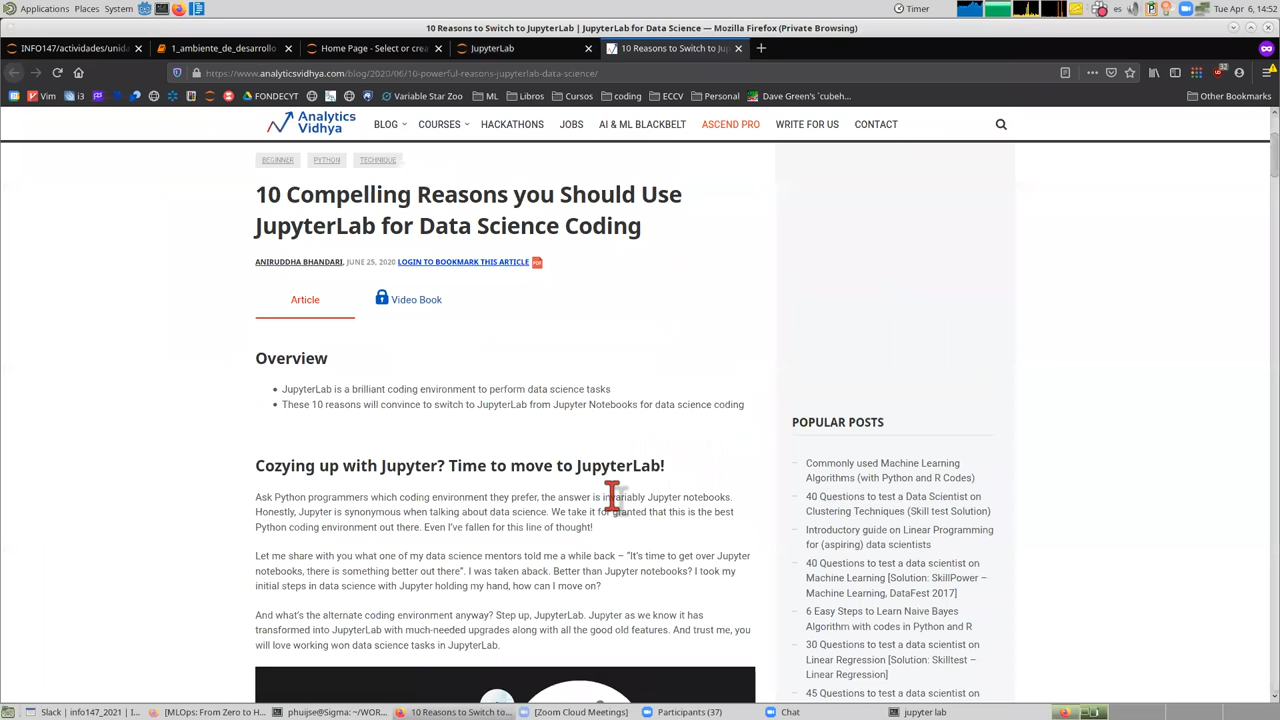 Applications Places System es Timer Tue Apr 6, 14:52
10 Reasons to Switch to JupyterLab | JupyterLab for Data Science — Mozilla Firefox (Private Browsing)
INFO147/actividades/unida 1_ambiente_de_desarrollo Home Page - Select or crea JupyterLab 10 Reasons to Switch to Jup
https://www.analyticsvidhya.com/blog/2020/06/10-powerful-reasons-jupyterlab-data-science/ 32
Vim i3 FONDECYT Variable Star Zoo ML Libros Cursos coding ECCV Personal Dave Green's `cubeh... Other Bookmarks
Analytics Vidhya BLOG COURSES HACKATHONS JOBS AI & ML BLACKBELT ASCEND PRO WRITE FOR US CONTACT
BEGINNER PYTHON TECHNIQUE
10 Compelling Reasons you Should Use
JupyterLab for Data Science Coding
ANIRUDDHA BHANDARI, JUNE 25, 2020 LOGIN TO BOOKMARK THIS ARTICLE PDF
Article Video Book
Overview
JupyterLab is a brilliant coding environment to perform data science tasks
These 10 reasons will convince to switch to JupyterLab from Jupyter Notebooks for data science coding
Cozying up with Jupyter? Time to move to JupyterLab!
Ask Python programmers which coding environment they prefer, the answer is invariably Jupyter notebooks.
Honestly, Jupyter is synonymous when talking about data science. We take it for granted that this is the best
Python coding environment out there. Even I've fallen for this line of thought!
Let me share with you what one of my data science mentors told me a while back – "It's time to get over Jupyter
notebooks, there is something better out there". I was taken aback. Better than Jupyter notebooks? I took my
initial steps in data science with Jupyter holding my hand, how can I move on?
And what's the alternate coding environment anyway? Step up, JupyterLab. Jupyter as we know it has
transformed into JupyterLab with much-needed upgrades along with all the good old features. And trust me, you
will love working won data science tasks in JupyterLab.
POPULAR POSTS
Commonly used Machine Learning
Algorithms (with Python and R Codes)
40 Questions to test a Data Scientist on
Clustering Techniques (Skill test Solution)
Introductory guide on Linear Programming
for (aspiring) data scientists
40 Questions to test a data scientist on
Machine Learning [Solution: SkillPower –
Machine Learning, DataFest 2017]
6 Easy Steps to Learn Naive Bayes
Algorithm with codes in Python and R
30 Questions to test a data scientist on
Linear Regression [Solution: Skilltest –
Linear Regression]
45 Questions to test a data scientist on
Slack | info147_2021 | I... [MLOps: From Zero to H... phuijse@Sigma: ~/WOR... 10 Reasons to Switch to... [Zoom Cloud Meetings] Participants (37) Chat jupyter lab